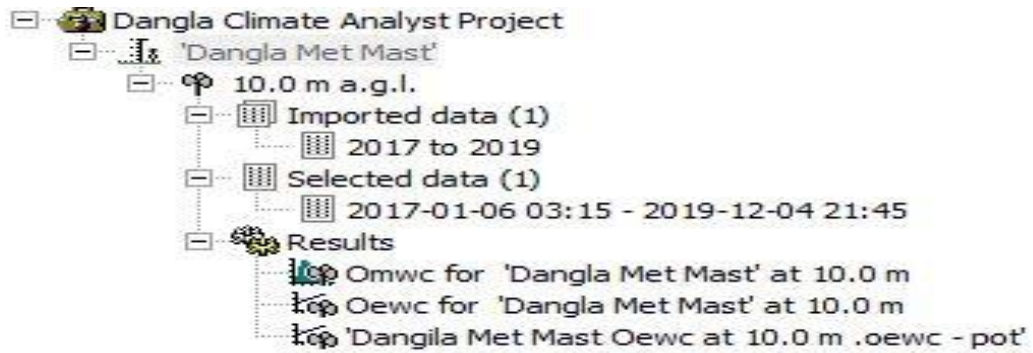 Dangla Climate Analyst Project
'Dangla Met Mast'
10.0 m a.g.l.
Imported data (1)
2017 to 2019
Selected data (1)
2017-01-06 03:15 - 2019-12-04 21:45
Results
Omwc for 'Dangla Met Mast' at 10.0 m
Oewc for 'Dangla Met Mast' at 10.0 m
'Dangila Met Mast Oewc at 10.0 m .oewc - pot'